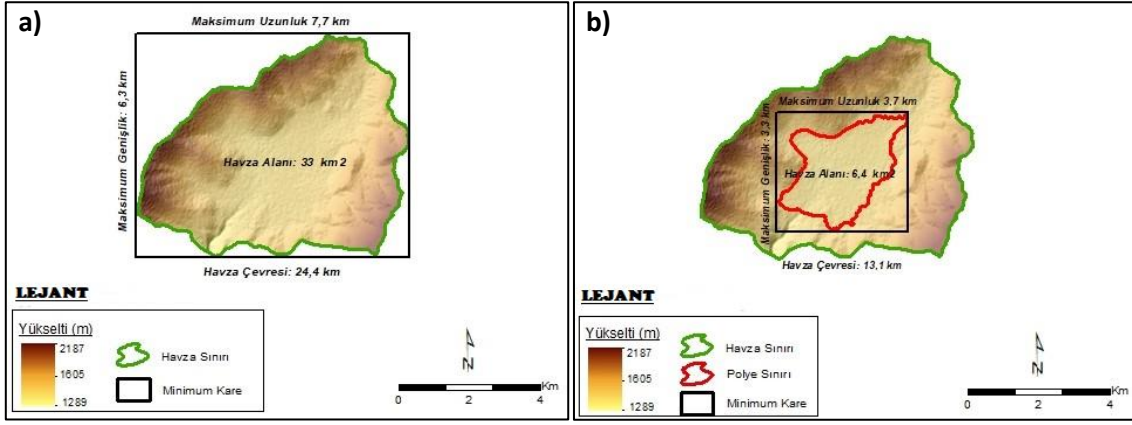 a)
Maksimum Uzunluk 7,7 km
Maksimum Genişlik: 6,3 km
Havza Alanı: 33 km2
Havza Çevresi: 24,4 km
LEJANT
Yükselti (m)
2187
1605
1289
Havza Sınırı
Minimum Kare
N
Km
0 2 4
b)
Maksimum Uzunluk 3,7 km
Maksimum Genişlik: 3,3 km
Havza Alanı: 6,4 km2
Havza Çevresi: 13,1 km
LEJANT
Yükselti (m)
2187
1605
1289
Havza Sınırı
Polye Sınırı
Minimum Kare
N
Km
0 2 4